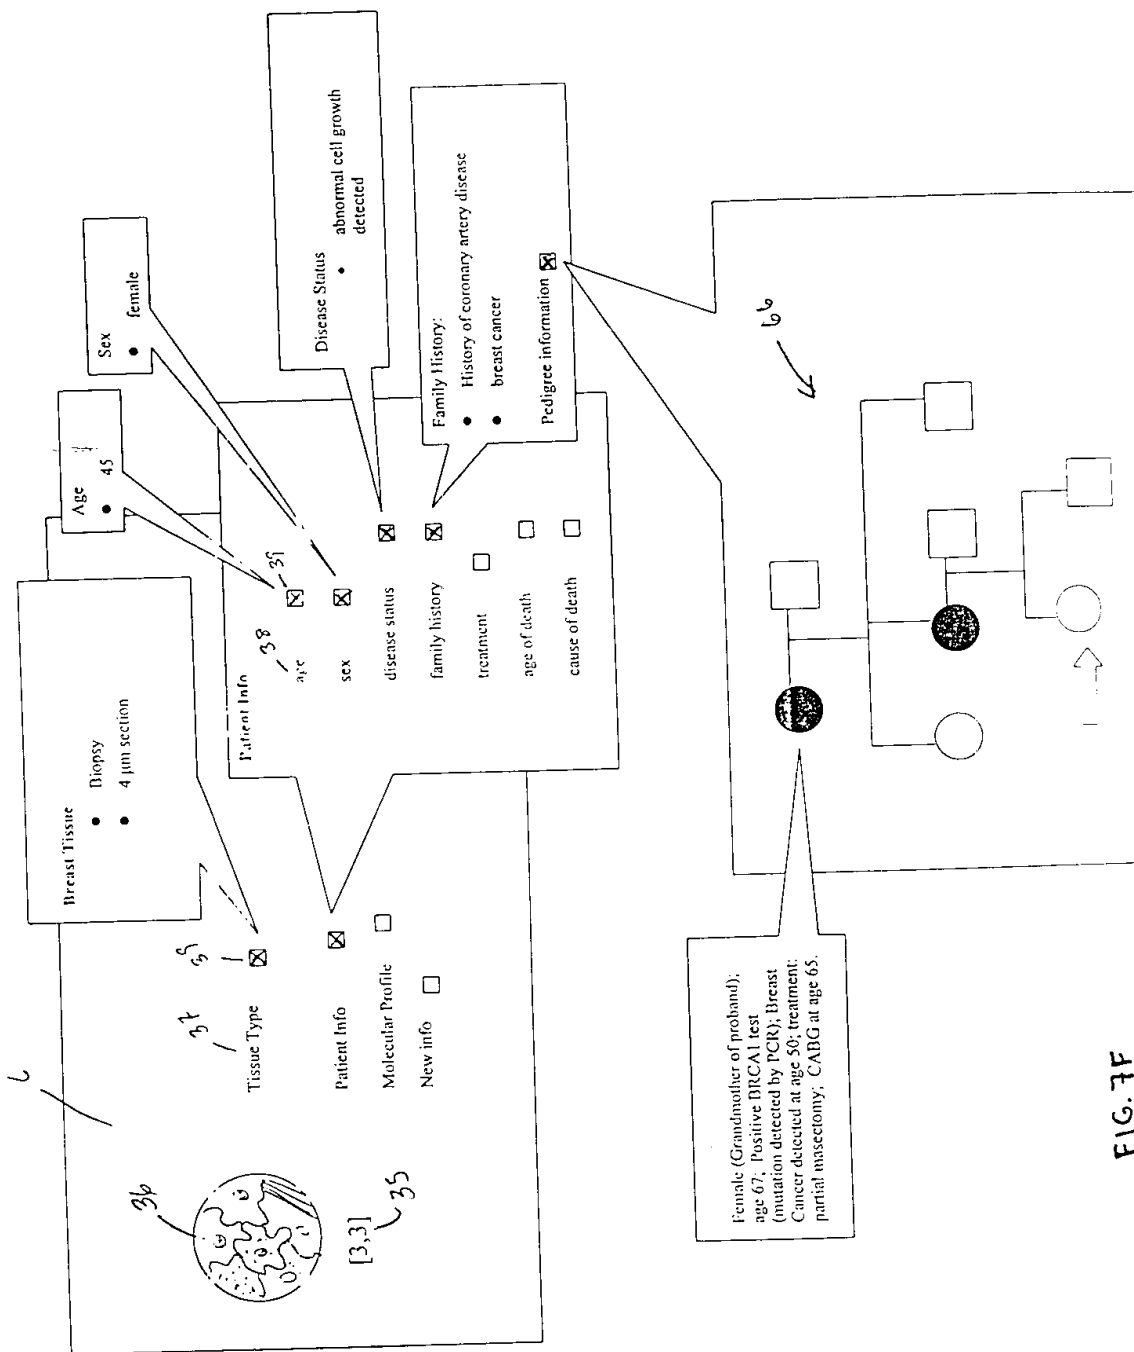 6
36
[3,3]
35
37
39
Tissue Type
Patient Info
Molecular Profile
New info
Breast Tissue
• Biopsy
• 4 µm section
Patient Info
38
39
age
sex
disease status
family history
treatment
age of death
cause of death
Age
• 45
Sex
• female
Disease Status
• abnormal cell growth
detected
Family History:
• History of coronary artery disease
• breast cancer
Pedigree information
66
Female (Grandmother of proband);
age 67; Positive BRCA1 test
(mutation detected by PCR); Breast
Cancer detected at age 50; treatment:
partial masectomy; CABG at age 65.
FIG. 7F